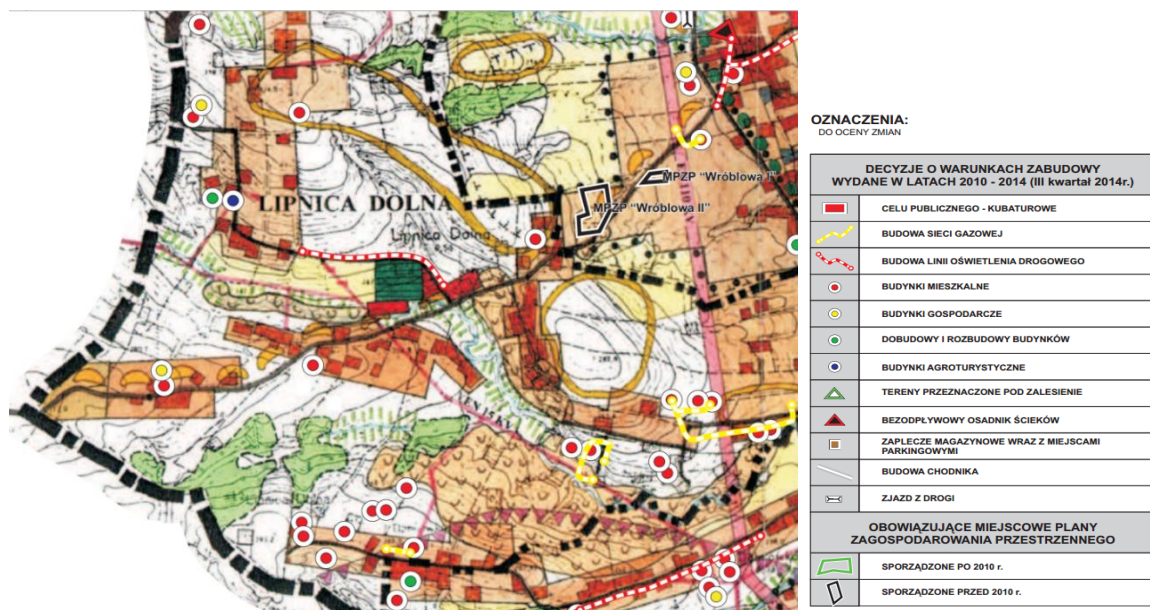 MPZP "Wróblowa I"
LIPNICA DOLNA
MPZP "Wróblowa II"
Lipnica Dolna
OZNACZENIA:
DO OCENY ZMIAN
DECYZJE O WARUNKACH ZABUDOWY
WYDANE W LATACH 2010 - 2014 (III kwartał 2014r.)
CELU PUBLICZNEGO - KUBATUROWE
BUDOWA SIECI GAZOWEJ
BUDOWA LINII OŚWIETLENIA DROGOWEGO
BUDYNKI MIESZKALNE
BUDYNKI GOSPODARCZE
DOBUDOWY I ROZBUDOWY BUDYNKÓW
BUDYNKI AGROTURYSTYCZNE
TERENY PRZEZNACZONE POD ZALESIENIE
BEZODPŁYWOWY OSADNIK ŚCIEKÓW
ZAPLECZE MAGAZYNOWE WRAZ Z MIEJSCAMI
PARKINGOWYMI
BUDOWA CHODNIKA
ZJAZD Z DROGI
OBOWIĄZUJĄCE MIEJSCOWE PLANY
ZAGOSPODAROWANIA PRZESTRZENNEGO
SPORZĄDZONE PO 2010 r.
SPORZĄDZONE PRZED 2010 r.